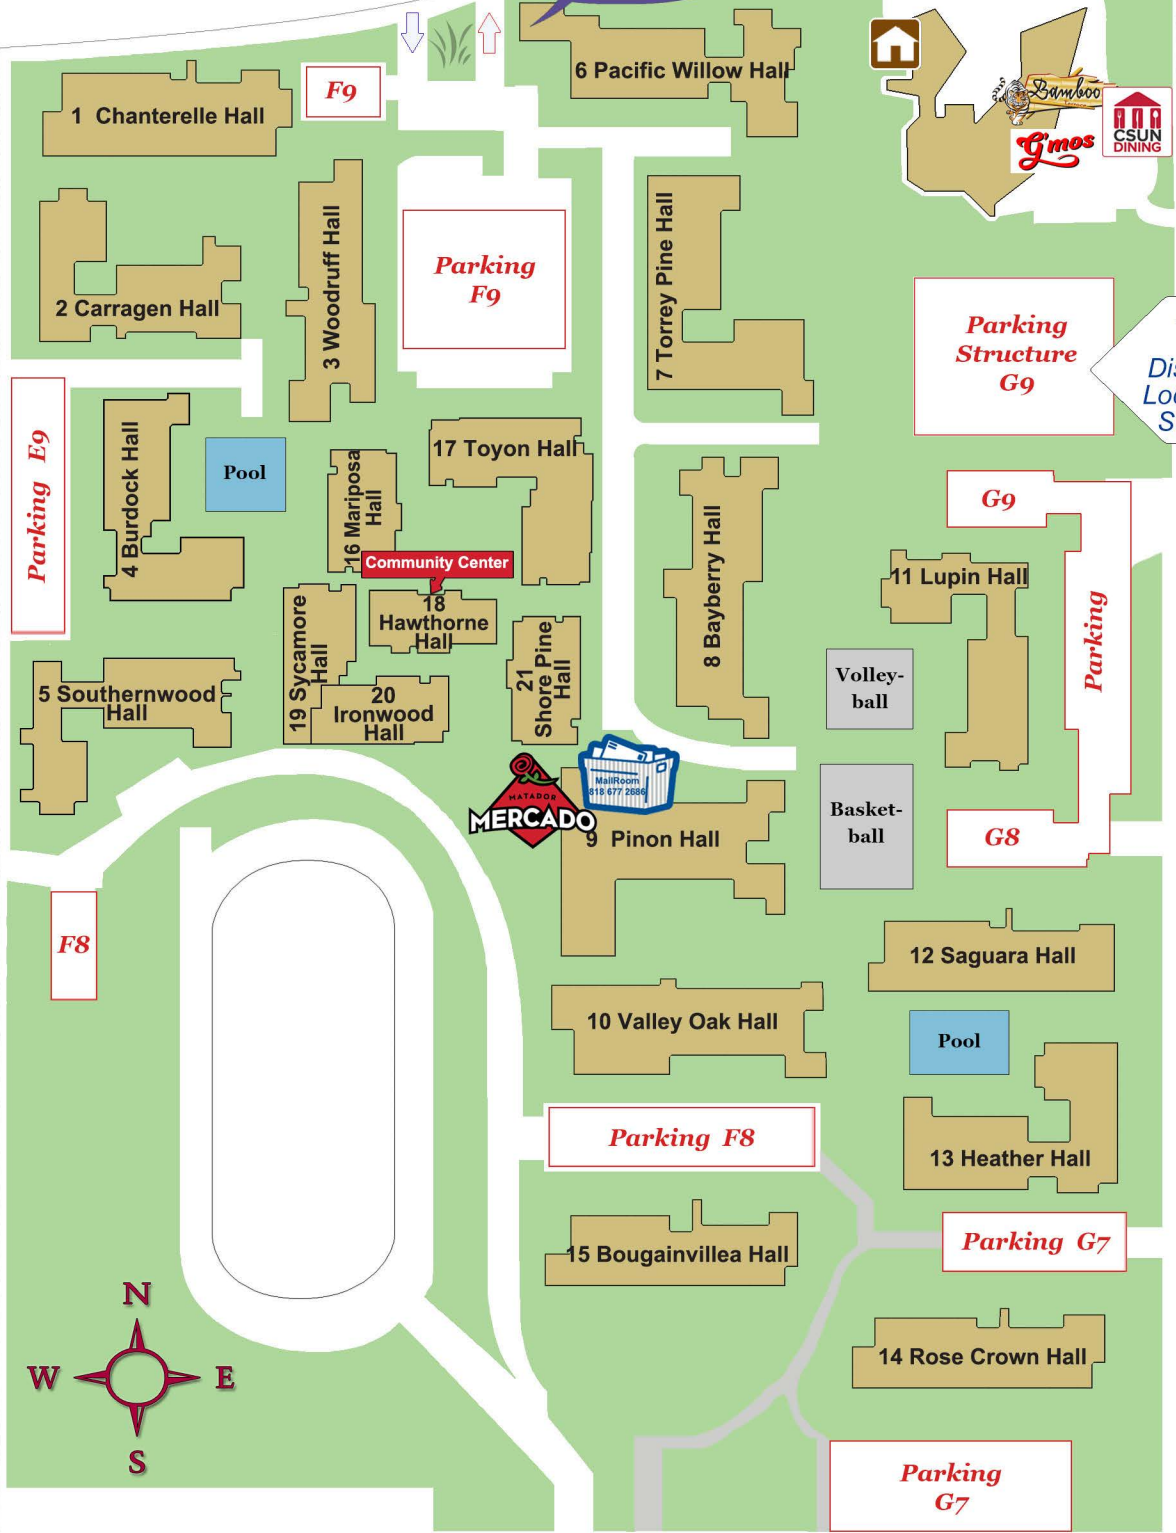 6 Pacific Willow Hall
F9
1 Chanterelle Hall
Bamboo
G'mos
CSUN
DINING
3 Woodruff Hall
Parking
F9
7 Torrey Pine Hall
2 Carragen Hall
Parking
Structure
G9
Dis
Loc
S
Parking E9
4 Burdock Hall
Pool
16 Mariposa
Hall
17 Toyon Hall
Community Center
8 Bayberry Hall
G9
11 Lupin Hall
Parking
18
Hawthorne
Hall
19 Sycamore
Hall
20
Ironwood
Hall
21
Shore Pine
Hall
5 Southernwood
Hall
Volley-
ball
MailRoom
818 677 2686
MATADOR
MERCADO
9 Pinon Hall
Basket-
ball
G8
F8
12 Saguara Hall
10 Valley Oak Hall
Pool
Parking F8
13 Heather Hall
15 Bougainvillea Hall
Parking G7
N
W
E
S
14 Rose Crown Hall
Parking
G7